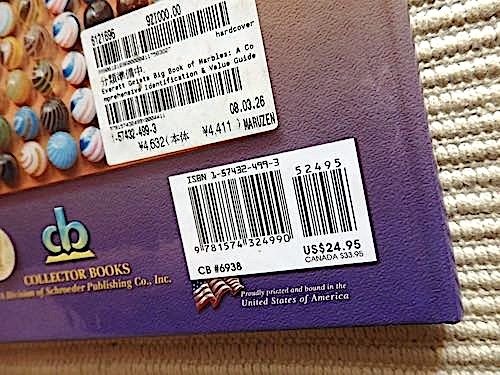 6121696 921000.00
hardcover
Everett Grists Big Book of Marbles: A Co
mprehensive Identification & Value Guide
1-57432-499-3 08.03.26
￥4,632(本体 ￥4,411) MARUZEN
ISBN 1-57432-499-3
52495
9 781574 324990
US$24.95
CANADA $33.95
CB #6938
cb
COLLECTOR BOOKS
A Division of Schroeder Publishing Co., Inc.
Proudly printed and bound in the
United States of America